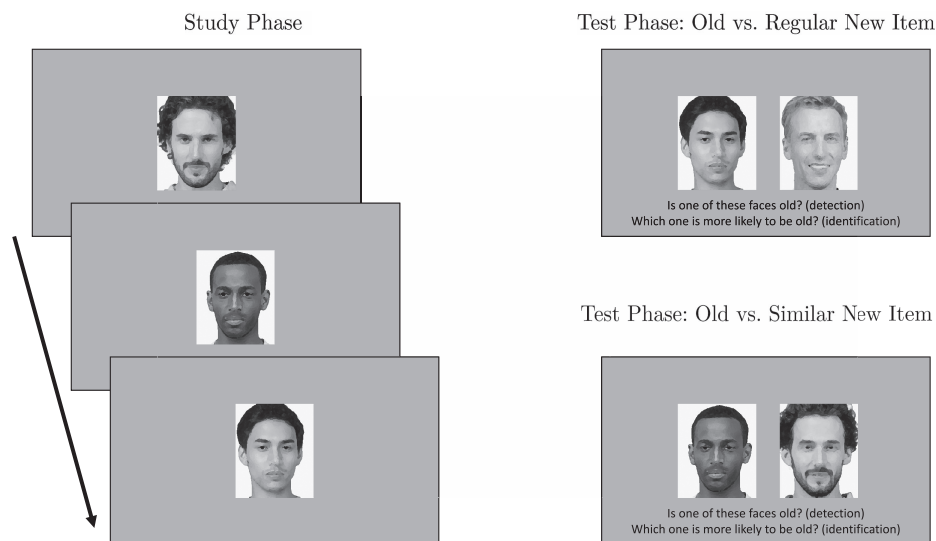 Study Phase
Test Phase: Old vs. Regular New Item
Is one of these faces old? (detection)
Which one is more likely to be old? (identification)
Test Phase: Old vs. Similar New Item
Is one of these faces old? (detection)
Which one is more likely to be old? (identification)